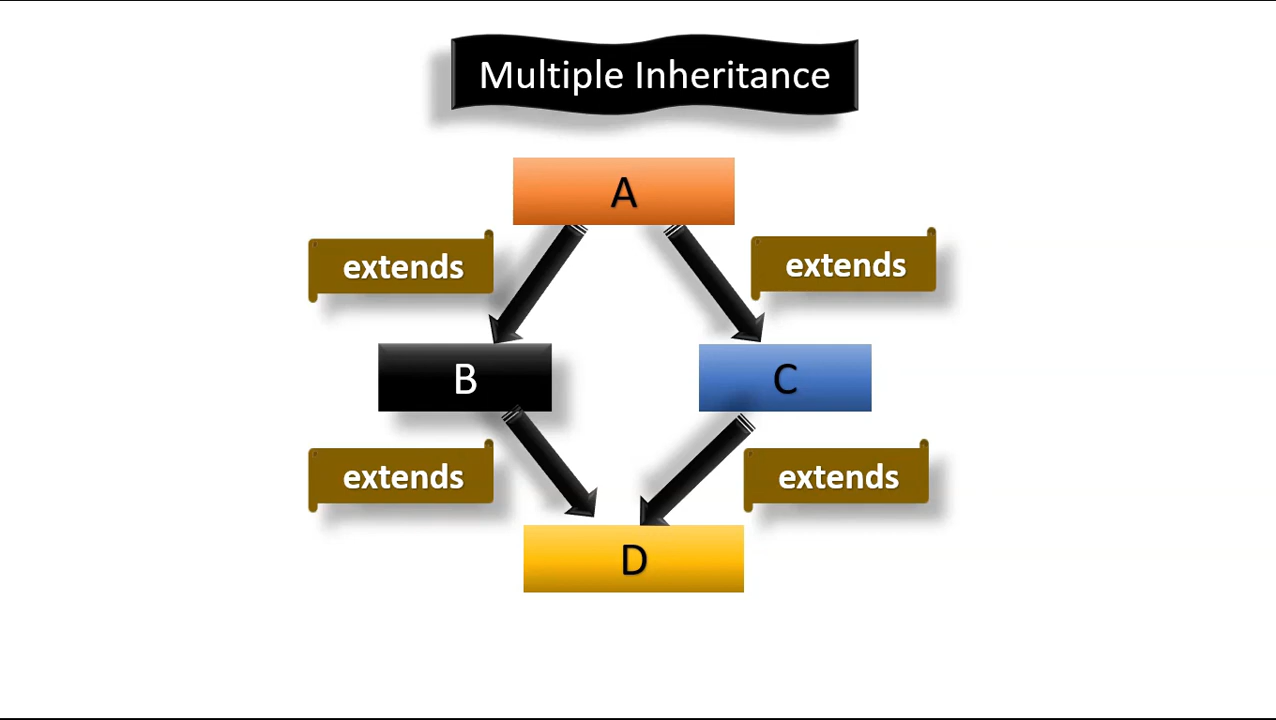 Multiple Inheritance
A
extends
extends
B
C
extends
extends
D